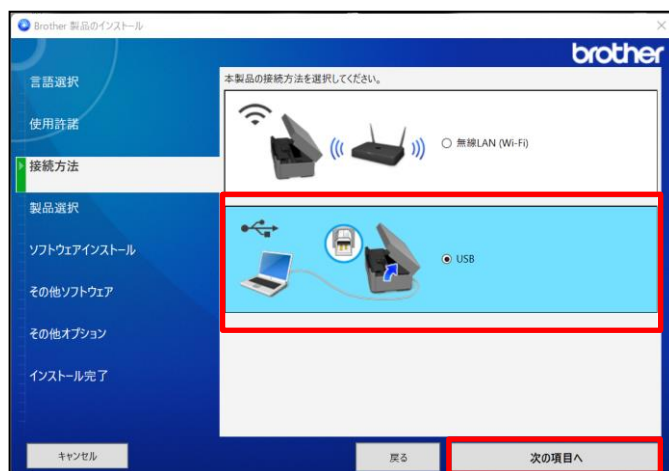 Brother 製品のインストール
brother
言語選択
使用許諾
接続方法
製品選択
ソフトウェアインストール
その他ソフトウェア
その他オプション
インストール完了
本製品の接続方法を選択してください。
無線LAN (Wi-Fi)
USB
キャンセル
戻る
次の項目へ